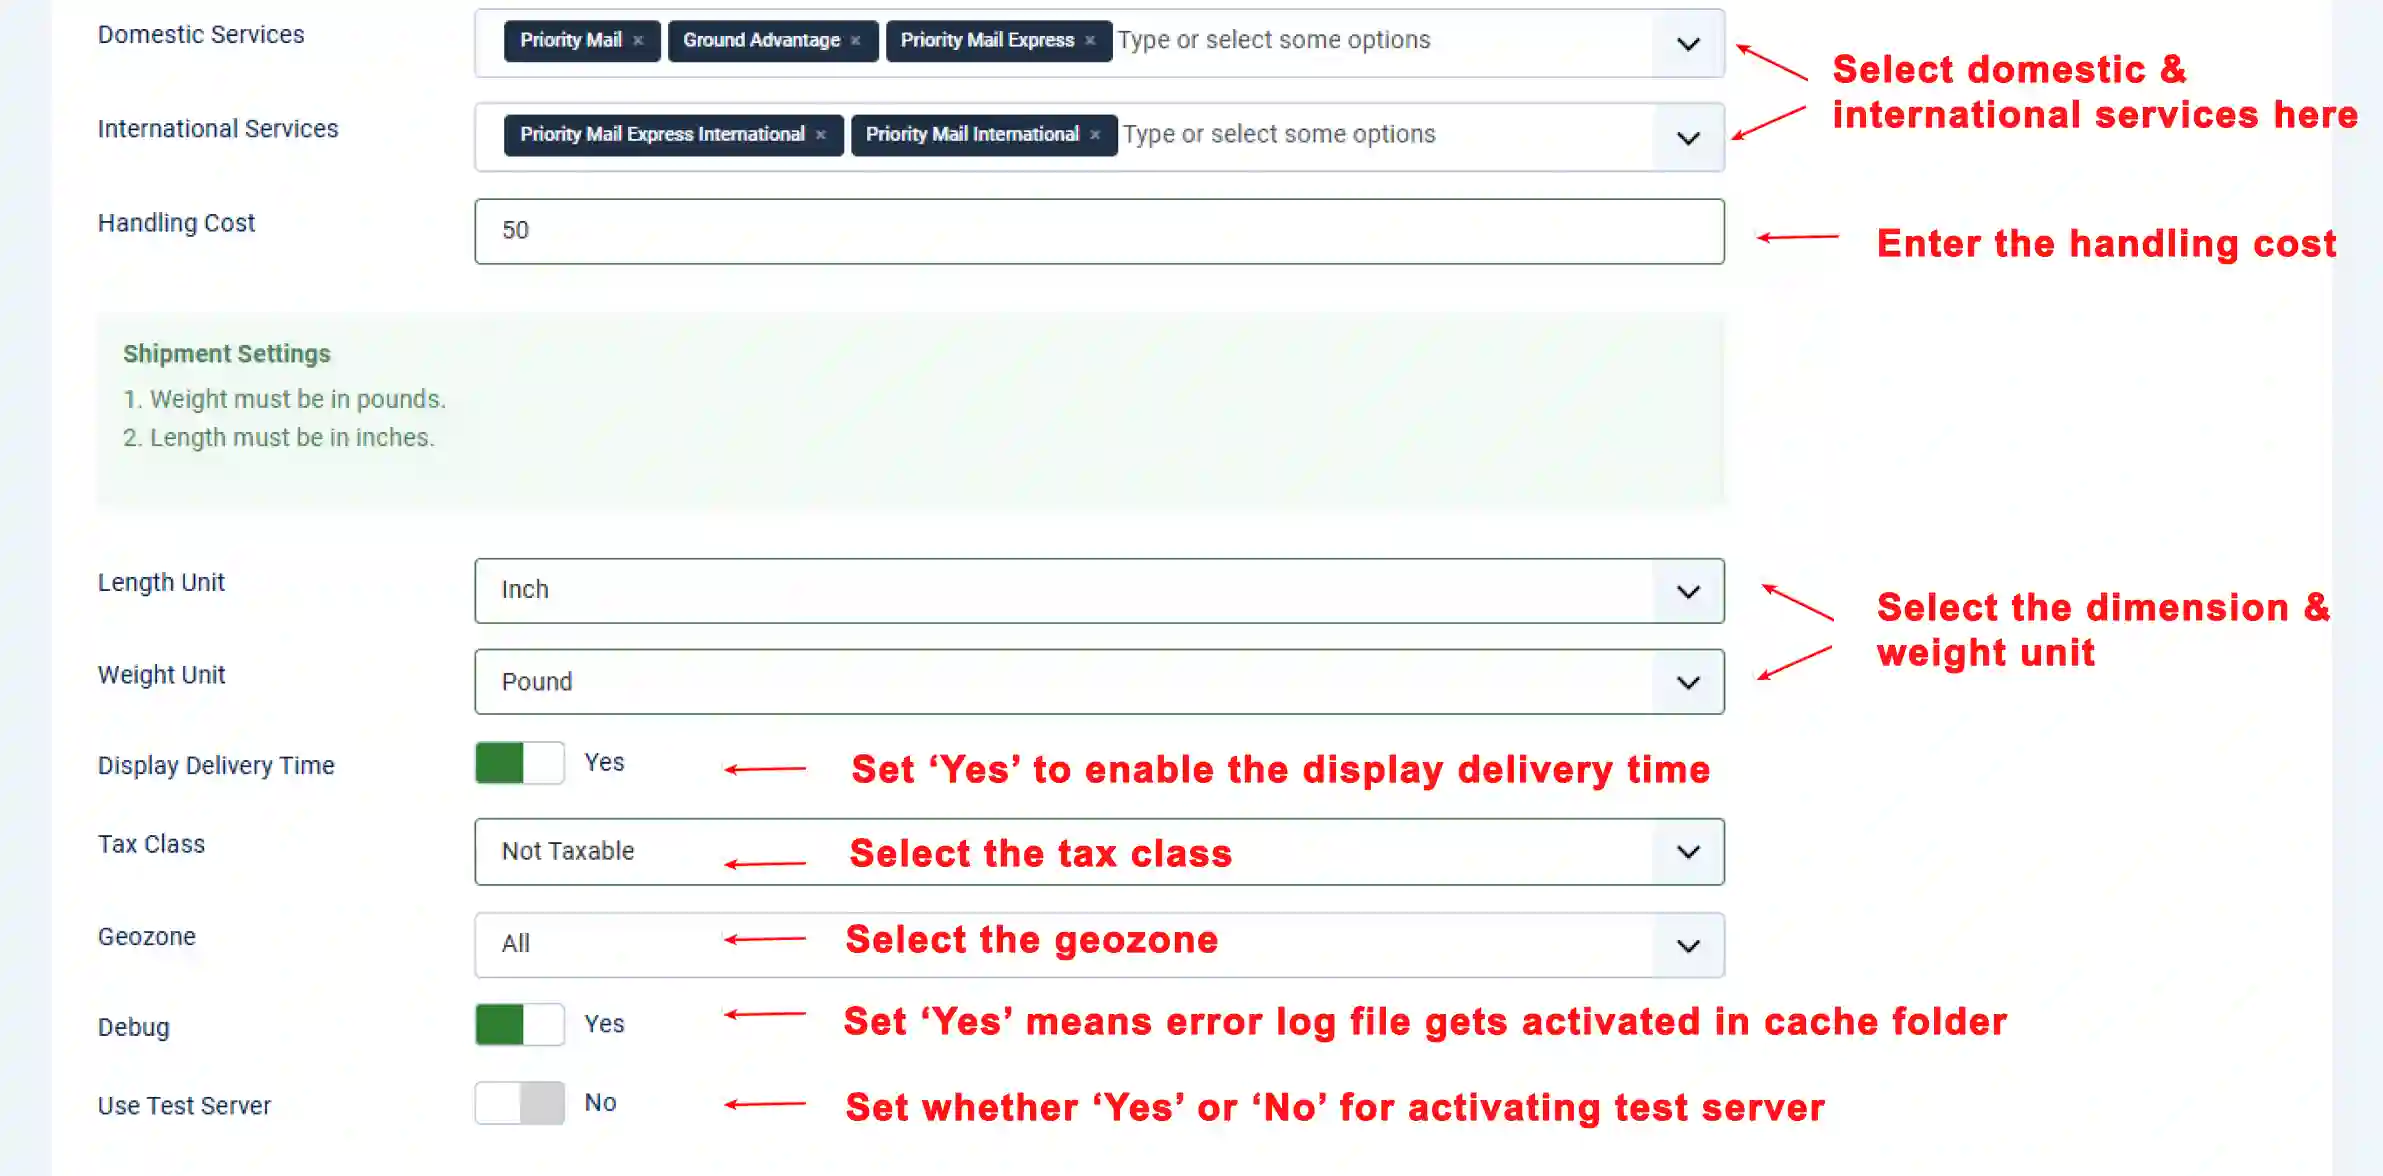 Domestic Services
Priority Mail × Ground Advantage × Priority Mail Express × Type or select some options
Select domestic &
international services here
International Services
Priority Mail Express International × Priority Mail International × Type or select some options
Handling Cost
50
Enter the handling cost
Shipment Settings
1. Weight must be in pounds.
2. Length must be in inches.
Length Unit
Inch
Select the dimension &
weight unit
Weight Unit
Pound
Display Delivery Time
Yes
Set ‘Yes’ to enable the display delivery time
Tax Class
Not Taxable
Select the tax class
Geozone
All
Select the geozone
Debug
Yes
Set ‘Yes’ means error log file gets activated in cache folder
Use Test Server
No
Set whether ‘Yes’ or ‘No’ for activating test server